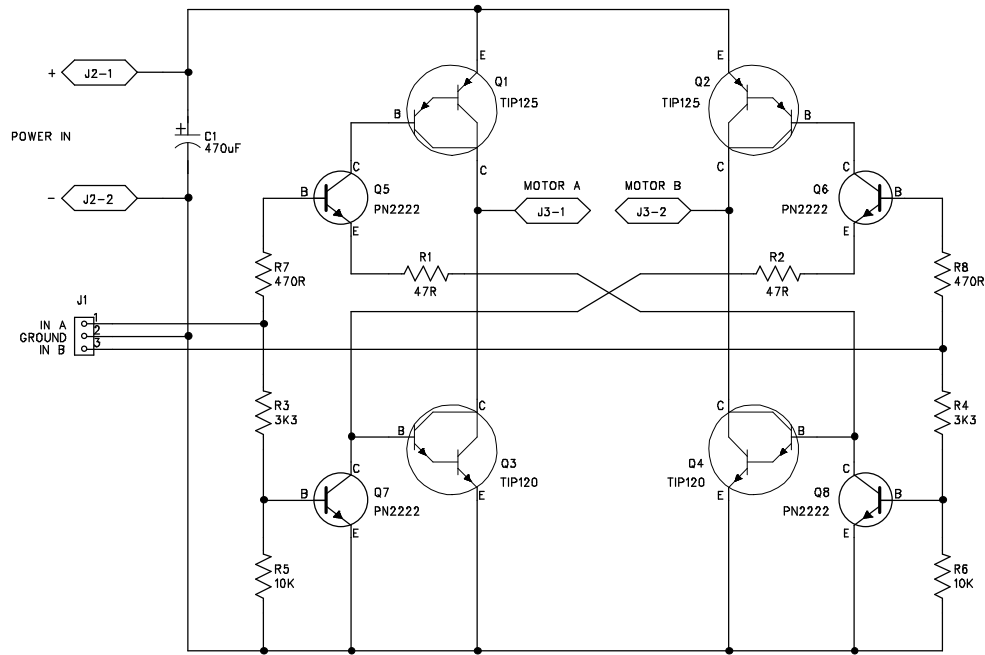 E
E
+ J2-1
Q1
Q2
TIP125
TIP125
B
B
POWER IN
+
C1
470uF
C
C
C
C
- J2-2
B
Q5
PN2222
MOTOR A
MOTOR B
J3-1
J3-2
Q6
PN2222
B
E
E
R7
470R
R1
47R
R2
47R
R8
470R
J1
IN A 1
GROUND 2
IN B 3
R3
3K3
R4
3K3
C
C
B
B
Q3
TIP120
Q4
TIP120
C
C
B
Q7
PN2222
E
E
Q8
PN2222
B
E
E
R5
10K
R6
10K